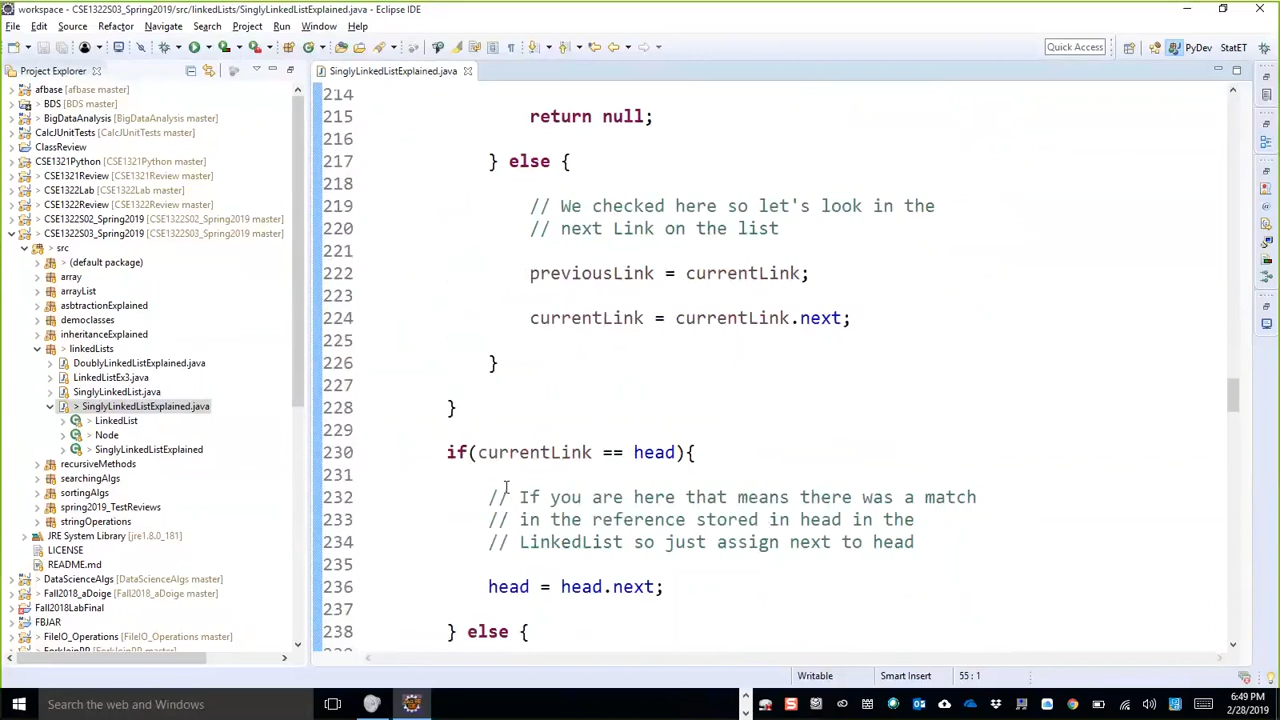 workspace - CSE1322S03_Spring2019/src/linkedLists/SinglyLinkedListExplained.java - Eclipse IDE
File Edit Source Refactor Navigate Search Project Run Window Help
Quick Access
PyDev
StatET
Project Explorer
SinglyLinkedListExplained.java
afbase [afbase master]
> BDS [BDS master]
> BigDataAnalysis [BigDataAnalysis master]
CalcJUnitTests [CalcJUnitTests master]
ClassReview
CSE1321Python [CSE1321Python master]
> CSE1321Review [CSE1321Review master]
> CSE1322Lab [CSE1322Lab master]
> CSE1322Review [CSE1322Review master]
> CSE1322S02_Spring2019 [CSE1322S02_Spring2019 master]
> CSE1322S03_Spring2019 [CSE1322S03_Spring2019 master]
> src
> (default package)
array
arrayList
asbtractionExplained
democlasses
inheritanceExplained
> linkedLists
DoublyLinkedListExplained.java
LinkedListEx3.java
SinglyLinkedList.java
> SinglyLinkedListExplained.java
> LinkedList
> Node
> SinglyLinkedListExplained
recursiveMethods
searchingAlgs
sortingAlgs
spring2019_TestReviews
stringOperations
JRE System Library [jre1.8.0_181]
LICENSE
README.md
> DataScienceAlgs [DataScienceAlgs master]
> Fall2018_aDoige [Fall2018_aDoige master]
Fall2018LabFinal
FBJAR
> FileIO_Operations [FileIO_Operations master]
214
215 return null;
216
217 } else {
218
219 // We checked here so let's look in the
220 // next Link on the list
221
222 previousLink = currentLink;
223
224 currentLink = currentLink.next;
225
226 }
227
228 }
229
230 if(currentLink == head){
231
232 // If you are here that means there was a match
233 // in the reference stored in head in the
234 // LinkedList so just assign next to head
235
236 head = head.next;
237
238 } else {
Writable Smart Insert 55 : 1
Search the web and Windows
6:49 PM
2/28/2019